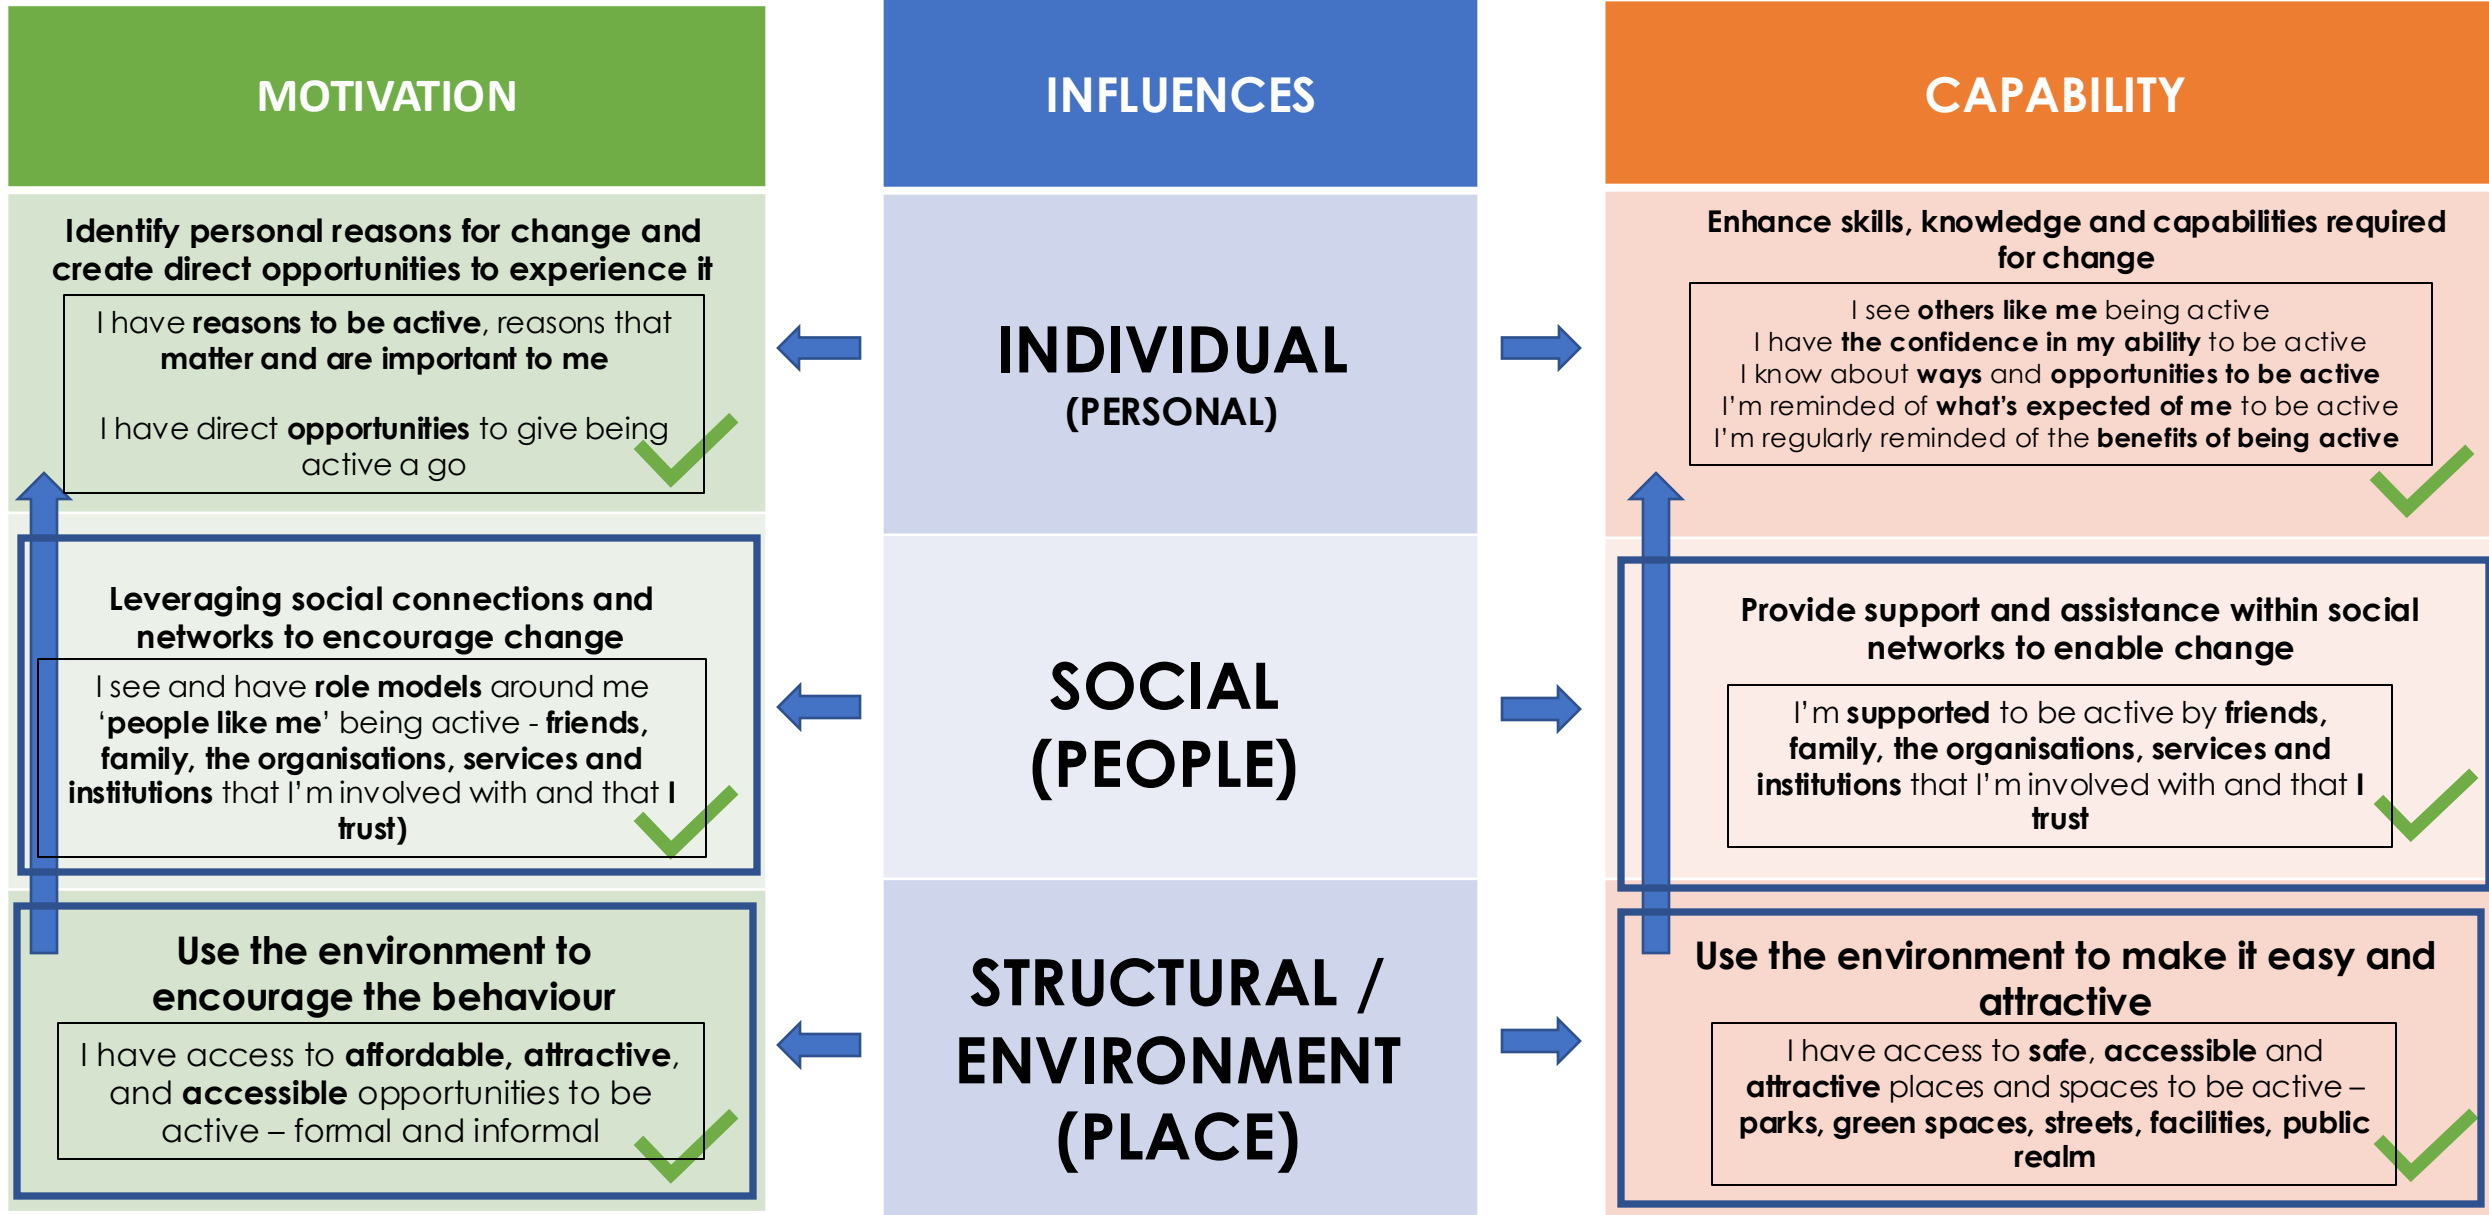 MOTIVATION
Identify personal reasons for change and
create direct opportunities to experience it
I have reasons to be active, reasons that
matter and are important to me
I have direct opportunities to give being
active a go
Leveraging social connections and
networks to encourage change
I see and have role models around me
‘people like me’ being active - friends,
family, the organisations, services and
institutions that I’m involved with and that I
trust)
Use the environment to
encourage the behaviour
I have access to affordable, attractive,
and accessible opportunities to be
active – formal and informal
INFLUENCES
INDIVIDUAL
(PERSONAL)
SOCIAL
(PEOPLE)
STRUCTURAL /
ENVIRONMENT
(PLACE)
CAPABILITY
Enhance skills, knowledge and capabilities required
for change
I see others like me being active
I have the confidence in my ability to be active
I know about ways and opportunities to be active
I’m reminded of what’s expected of me to be active
I’m regularly reminded of the benefits of being active
Provide support and assistance within social
networks to enable change
I’m supported to be active by friends,
family, the organisations, services and
institutions that I’m involved with and that I
trust
Use the environment to make it easy and
attractive
I have access to safe, accessible and
attractive places and spaces to be active –
parks, green spaces, streets, facilities, public
realm